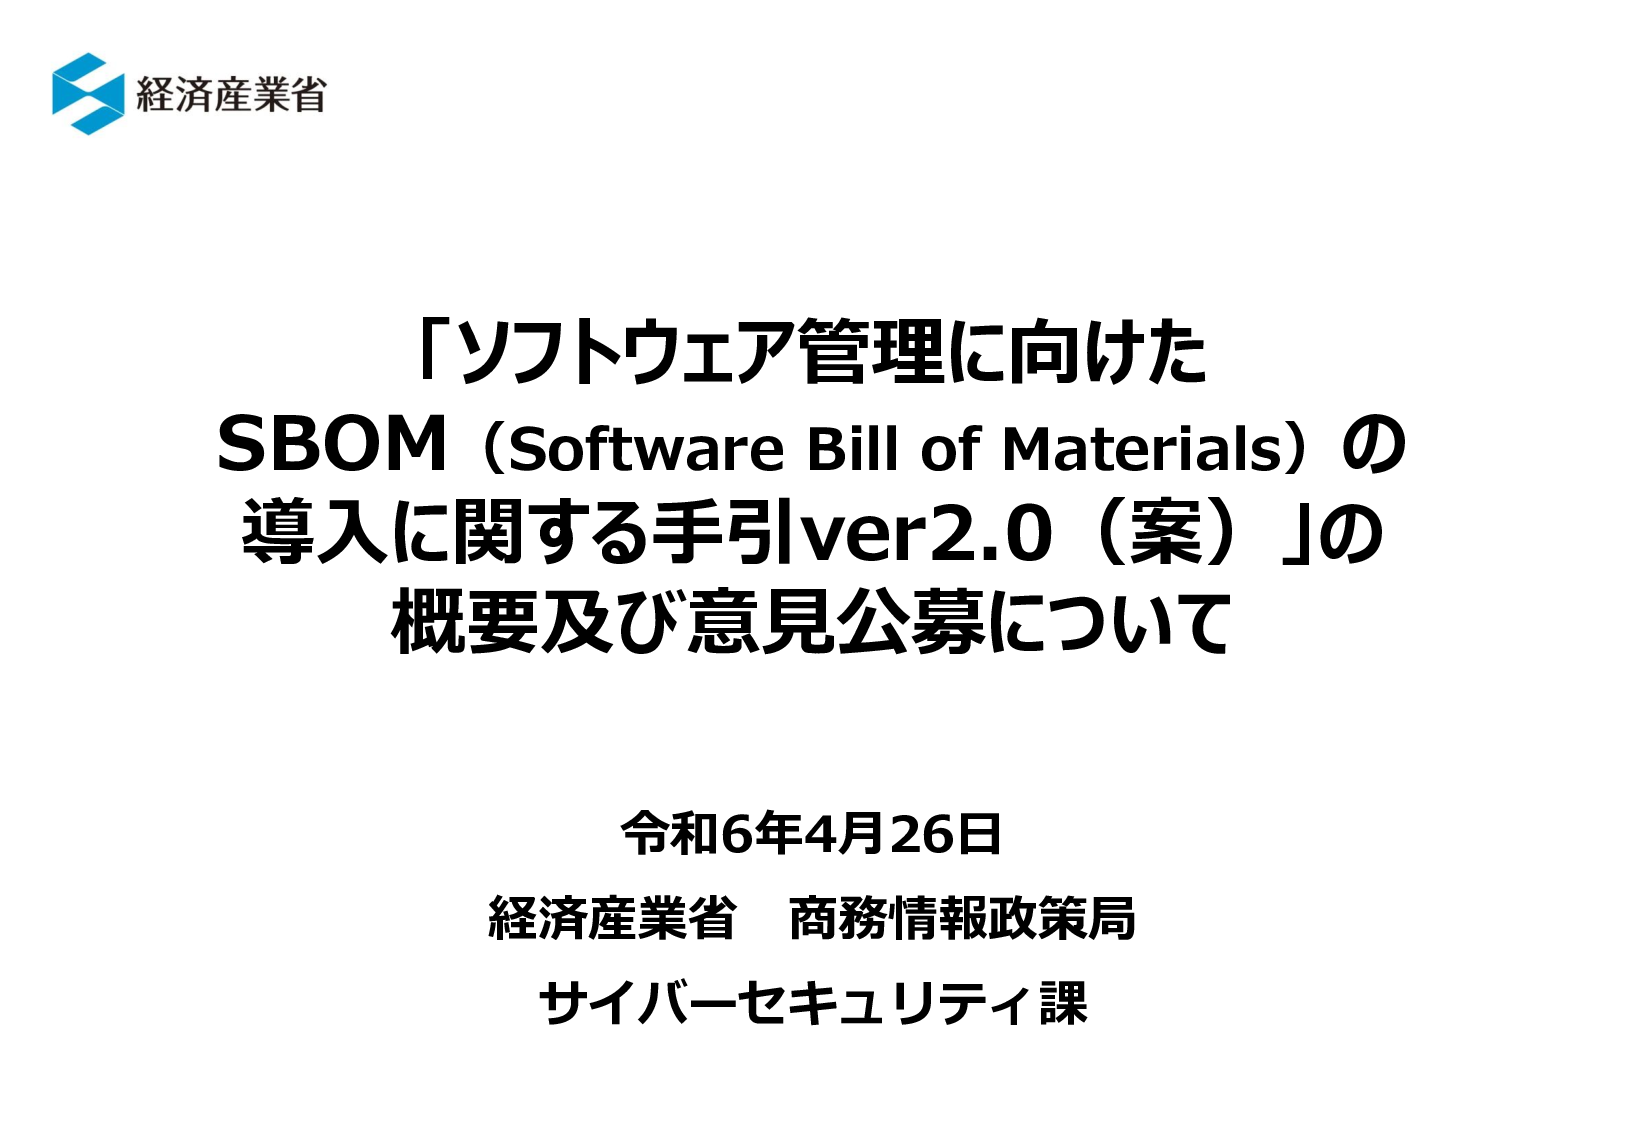 経済産業省
「ソフトウェア管理に向けた
SBOM（Software Bill of Materials）の
導入に関する手引ver2.0（案）」の
概要及び意見公募について
令和6年4月26日
経済産業省　商務情報政策局
サイバーセキュリティ課